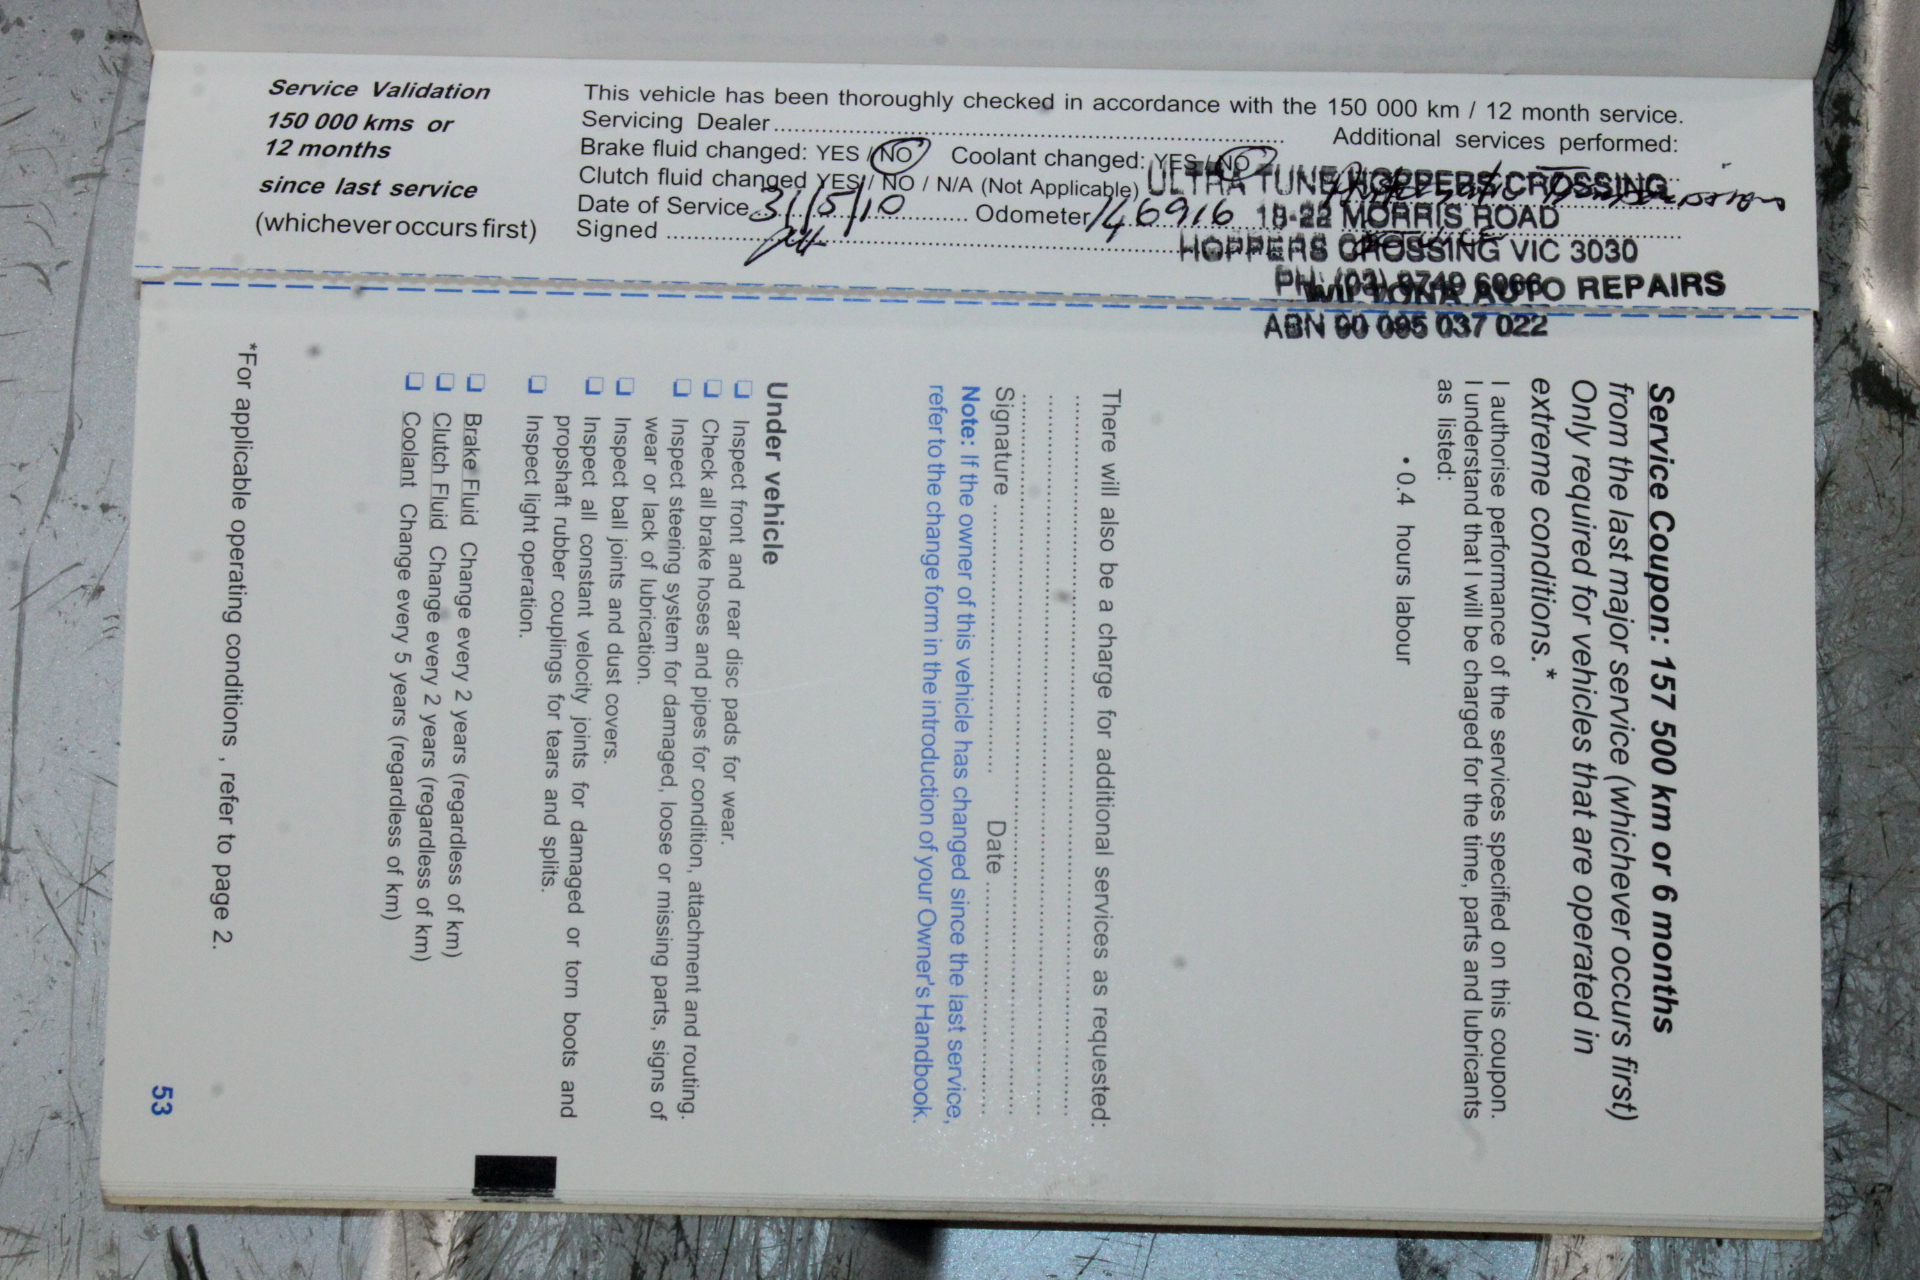 Service Validation
150 000 kms or
12 months
since last service
(whichever occurs first)
This vehicle has been thoroughly checked in accordance with the 150 000 km / 12 month service.
Servicing Dealer
Additional services performed:
Brake fluid changed: YES / NO Coolant changed: YES / NO
Clutch fluid changed YES / NO / N/A (Not Applicable)
Date of Service 31/5/10 Odometer 146916
Signed
ULTRA TUNE HOPPERS CROSSING
18-22 MORRIS ROAD
HOPPERS CROSSING VIC 3030
PH. (03) 9749 6066
AUTO REPAIRS
ABN 90 095 037 022
Service Coupon: 157 500 km or 6 months
from the last major service (whichever occurs first)
Only required for vehicles that are operated in
extreme conditions.*
I authorise performance of the services specified on this coupon.
I understand that I will be charged for the time, parts and lubricants
as listed:
• 0.4 hours labour
There will also be a charge for additional services as requested:
Signature Date
Note: If the owner of this vehicle has changed since the last service,
refer to the change form in the introduction of your Owner's Handbook.
Under vehicle
Inspect front and rear disc pads for wear.
Check all brake hoses and pipes for condition, attachment and routing.
Inspect steering system for damaged, loose or missing parts, signs of
wear or lack of lubrication.
Inspect ball joints and dust covers.
Inspect all constant velocity joints for damaged or torn boots and
propshaft rubber couplings for tears and splits.
Inspect light operation.
Brake Fluid Change every 2 years (regardless of km)
Clutch Fluid Change every 2 years (regardless of km)
Coolant Change every 5 years (regardless of km)
*For applicable operating conditions , refer to page 2.
53